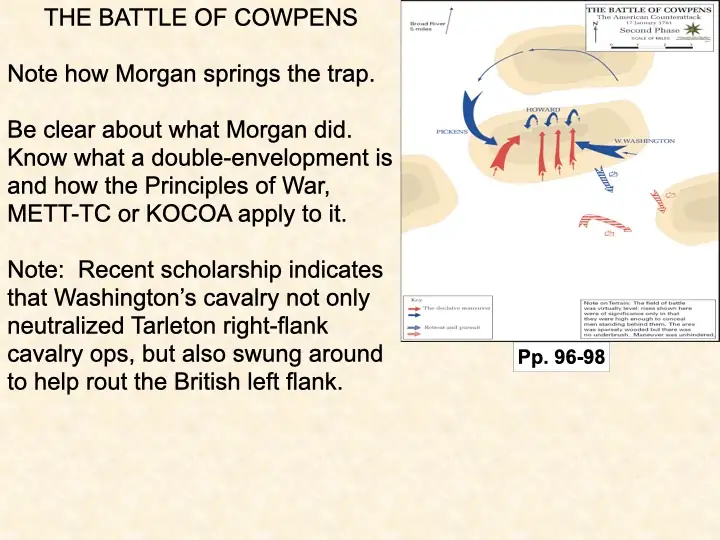 THE BATTLE OF COWPENS
Note how Morgan springs the trap.
Be clear about what Morgan did.
Know what a double-envelopment is
and how the Principles of War,
METT-TC or KOCOA apply to it.
Note:  Recent scholarship indicates
that Washington's cavalry not only
neutralized Tarleton right-flank
cavalry ops, but also swung around
to help rout the British left flank.
Broad River
5 miles
THE BATTLE OF COWPENS
The American Counterattack
17 January 1781
Second Phase
SCALE OF MILES
HOWARD
PICKENS
W. WASHINGTON
Key
The decisive maneuver
Retreat and pursuit
Note on Terrain: The field of battle
was virtually level: rises shown here
were of significance only in that
they were high enough to conceal
men standing behind them. The area
was sparsely wooded but there was
no underbrush. Maneuver was unhindered.
Pp. 96-98